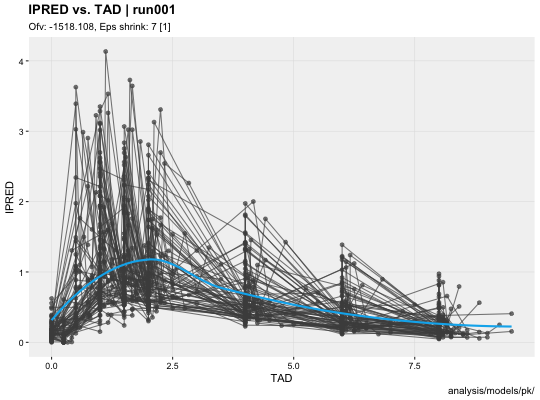 IPRED vs. TAD | run001
Ofv: -1518.108, Eps shrink: 7 [1]
4
3
2
1
0
IPRED
0.0 2.5 5.0 7.5
TAD
analysis/models/pk/